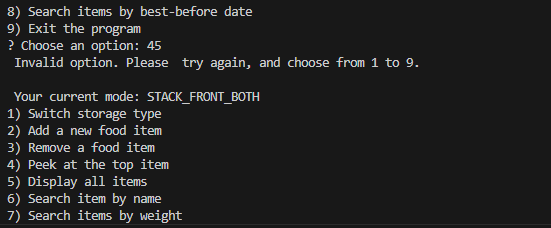 8) Search items by best-before date
9) Exit the program
? Choose an option: 45
Invalid option. Please  try again, and choose from 1 to 9.
Your current mode: STACK_FRONT_BOTH
1) Switch storage type
2) Add a new food item
3) Remove a food item
4) Peek at the top item
5) Display all items
6) Search item by name
7) Search items by weight